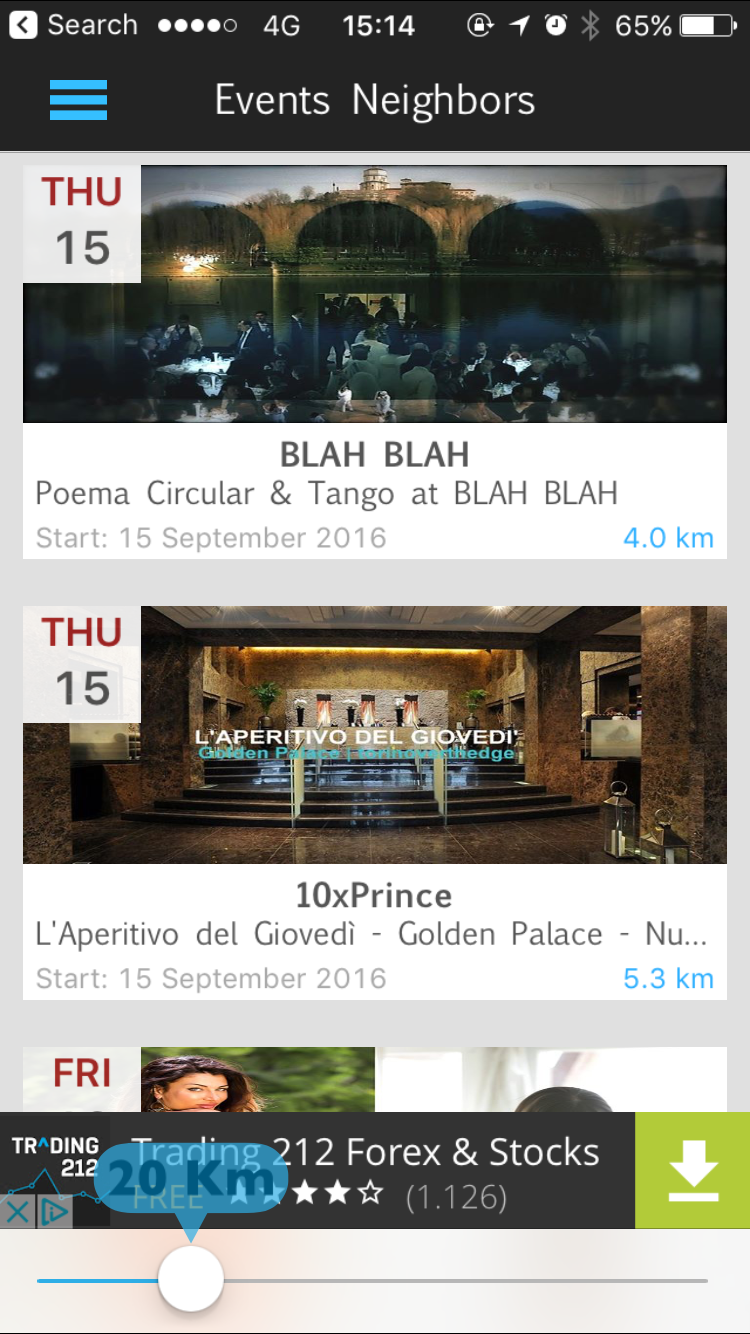 Search 4G 15:14 65%
Events Neighbors
THU
15
BLAH BLAH
Poema Circular & Tango at BLAH BLAH
Start: 15 September 2016 4.0 km
THU
15
L'APERITIVO DEL GIOVEDI'
Golden Palace | torinoverthedge
10xPrince
L'Aperitivo del Giovedì - Golden Palace - Nu...
Start: 15 September 2016 5.3 km
FRI
TRADING
212
Trading 212 Forex & Stocks
FREE (1.126)
20 Km